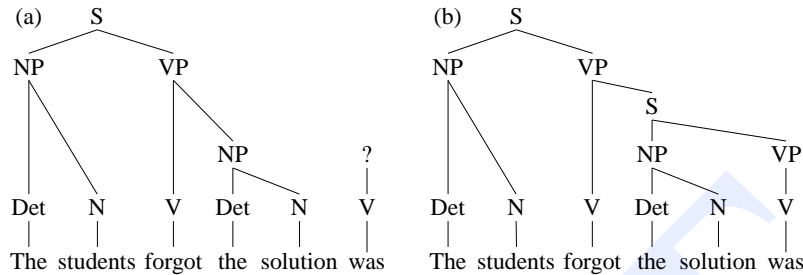 (a) S (b) S
NP VP NP VP
S
NP ? NP VP
Det N V Det N V Det N V Det N V
The students forgot the solution was The students forgot the solution was